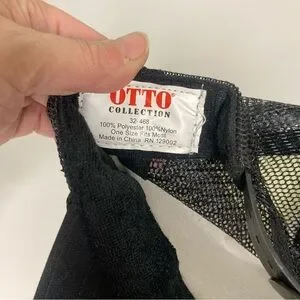 OTTO
COLLECTION
32-468
100% Polyester 100%Nylon
One Size Fits Most
Made in China RN 129002